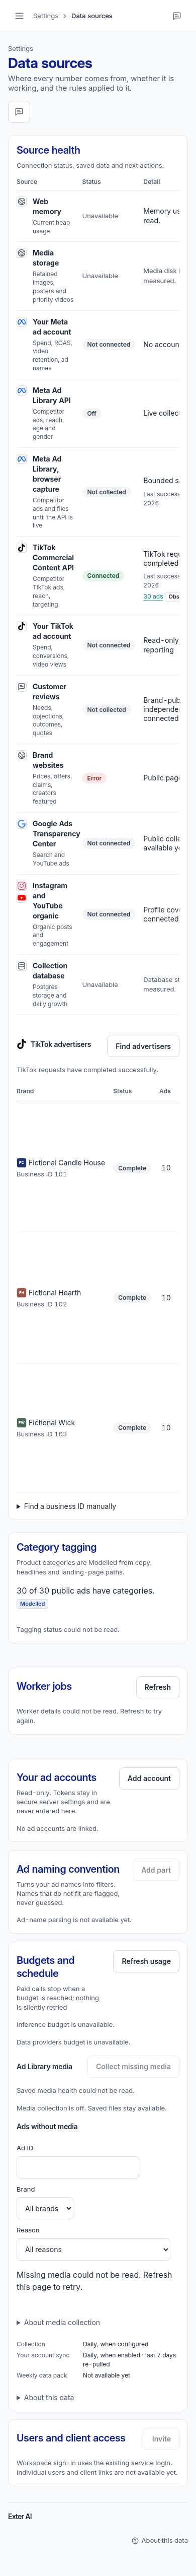 Settings > Data sources
Settings
Data sources
Where every number comes from, whether it is
working, and the rules applied to it.
Source health
Connection status, saved data and next actions.
Source Status Detail
Web
memory
Current heap
usage
Unavailable
Memory us
read.
Media
storage
Retained
images,
posters and
priority videos
Unavailable
Media disk i
measured.
Your Meta
ad account
Spend, ROAS,
video
retention, ad
names
Not connected
No accoun
Meta Ad
Library API
Competitor
ads, reach,
age and
gender
Off
Live collect
Meta Ad
Library,
browser
capture
Competitor
ads and files
until the API is
live
Not collected
Bounded s
Last success
2026
TikTok
Commercial
Content API
Competitor
TikTok ads,
reach,
targeting
Connected
TikTok requ
completed
Last success
2026
30 ads Obs
Your TikTok
ad account
Spend,
conversions,
video views
Not connected
Read-only
reporting
Customer
reviews
Needs,
objections,
outcomes,
quotes
Not collected
Brand-pub
independen
connected
Brand
websites
Prices, offers,
claims,
creators
featured
Error
Public page
Google Ads
Transparency
Center
Search and
YouTube ads
Not connected
Public colle
available ye
Instagram
and
YouTube
organic
Organic posts
and
engagement
Not connected
Profile cove
connected
Collection
database
Postgres
storage and
daily growth
Unavailable
Database st
measured.
TikTok advertisers
Find advertisers
TikTok requests have completed successfully.
Brand Status Ads
FC Fictional Candle House
Business ID 101
Complete 10
FH Fictional Hearth
Business ID 102
Complete 10
FW Fictional Wick
Business ID 103
Complete 10
Find a business ID manually
Category tagging
Product categories are Modelled from copy,
headlines and landing-page paths.
30 of 30 public ads have categories.
Modelled
Tagging status could not be read.
Worker jobs
Refresh
Worker details could not be read. Refresh to try
again.
Your ad accounts
Add account
Read-only. Tokens stay in
secure server settings and are
never entered here.
No ad accounts are linked.
Ad naming convention
Add part
Turns your ad names into filters.
Names that do not fit are flagged,
never guessed.
Ad-name parsing is not available yet.
Budgets and
schedule
Refresh usage
Paid calls stop when a
budget is reached; nothing
is silently retried
Inference budget is unavailable.
Data providers budget is unavailable.
Ad Library media
Collect missing media
Saved media health could not be read.
Media collection is off. Saved files stay available.
Ads without media
Ad ID
Brand
All brands
Reason
All reasons
Missing media could not be read. Refresh
this page to retry.
About media collection
Collection Daily, when configured
Your account sync Daily, when enabled · last 7 days
re-pulled
Weekly data pack Not available yet
About this data
Users and client access
Invite
Workspace sign-in uses the existing service login.
Individual users and client links are not available yet.
Exter AI
About this data